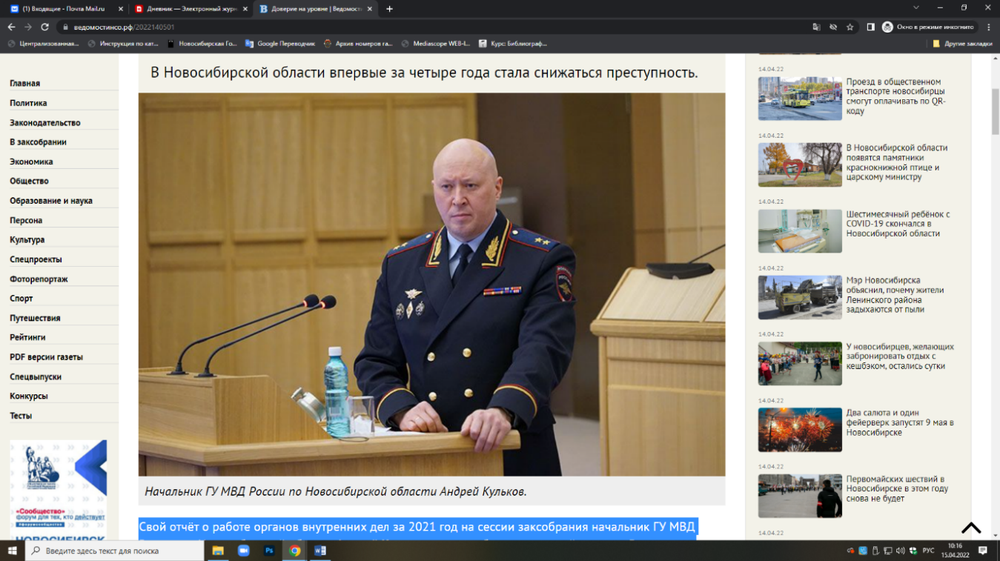 (1) Входящие - Почта Mail.ru
Дневник — Электронный журн
Доверие на уровне | Ведомост
ведомостинсо.рф/2022140501
Окно в режиме инкогнито
Централизованная...
Инструкция по кат...
Новосибирская Го...
Google Переводчик
Архив номеров га...
Mediascope WEB-I...
Курс: Библиограф...
Другие закладки
Главная
Политика
Законодательство
В заксобрании
Экономика
Общество
Образование и наука
Персона
Культура
Спецпроекты
Фоторепортаж
Спорт
Путешествия
Рейтинги
PDF версии газеты
Спецвыпуски
Конкурсы
Тесты
«Сообщество»
форум для тех, кто действует
#форумсообщество
НОВОСИБИРСК
В Новосибирской области впервые за четыре года стала снижаться преступность.
Начальник ГУ МВД России по Новосибирской области Андрей Кульков.
Свой отчёт о работе органов внутренних дел за 2021 год на сессии заксобрания начальник ГУ МВД
14.04.22
Проезд в общественном
транспорте новосибирцы
смогут оплачивать по QR-
коду
14.04.22
В Новосибирской области
появятся памятники
краснокнижной птице и
царскому министру
14.04.22
Шестимесячный ребёнок с
COVID-19 скончался в
Новосибирской области
14.04.22
Мэр Новосибирска
объяснил, почему жители
Ленинского района
задыхаются от пыли
14.04.22
У новосибирцев, желающих
забронировать отдых с
кешбэком, остались сутки
14.04.22
Два салюта и один
фейерверк запустят 9 мая в
Новосибирске
14.04.22
Первомайских шествий в
Новосибирске в этом году
снова не будет
14.04.22
Введите здесь текст для поиска
РУС
10:16
15.04.2022